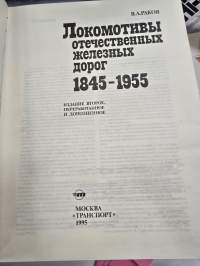 В.А.РАКОВ
ЛОКОМОТИВЫ
ОТЕЧЕСТВЕННЫХ
ЖЕЛЕЗНЫХ
ДОРОГ
1845-1955
ИЗДАНИЕ ВТОРОЕ,
ПЕРЕРАБОТАННОЕ
И ДОПОЛНЕННОЕ
МОСКВА
«ТРАНСПОРТ»
1995